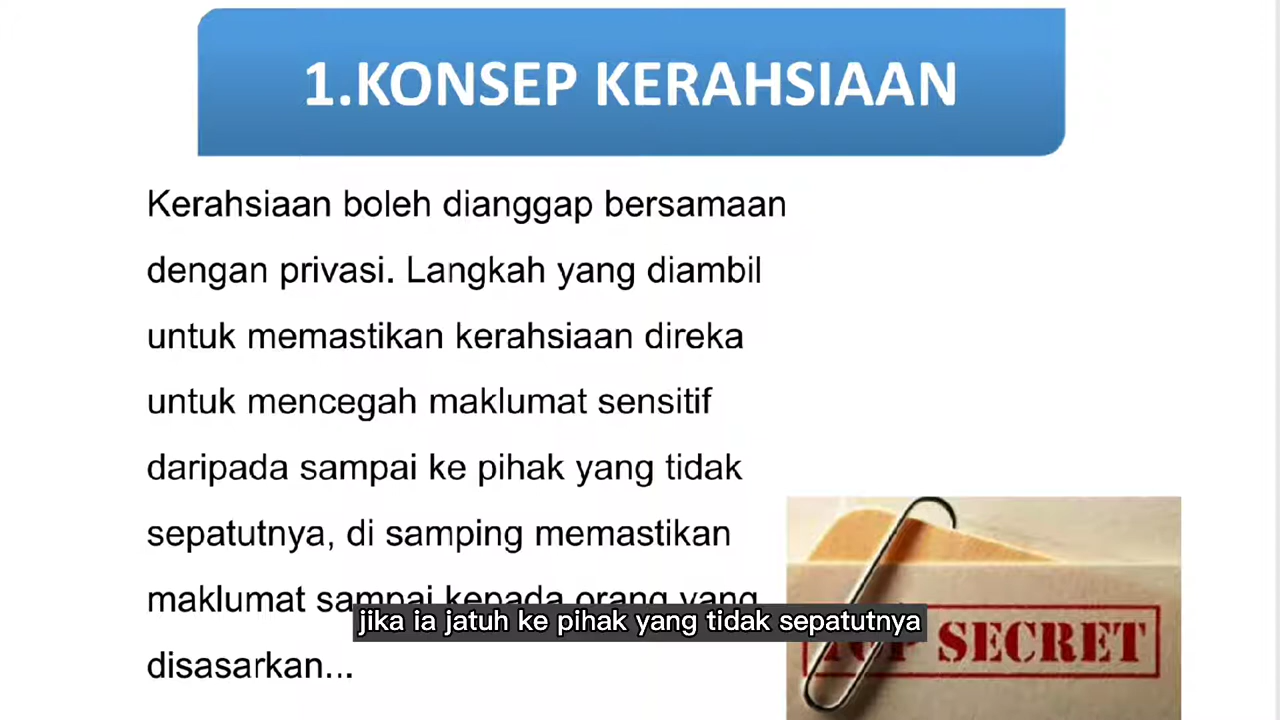 1.KONSEP KERAHSIAAN
Kerahsiaan boleh dianggap bersamaan
dengan privasi. Langkah yang diambil
untuk memastikan kerahsiaan direka
untuk mencegah maklumat sensitif
daripada sampai ke pihak yang tidak
sepatutnya, di samping memastikan
maklumat sampai kepada orang yang
disasarkan...
jika ia jatuh ke pihak yang tidak sepatutnya
TOP SECRET